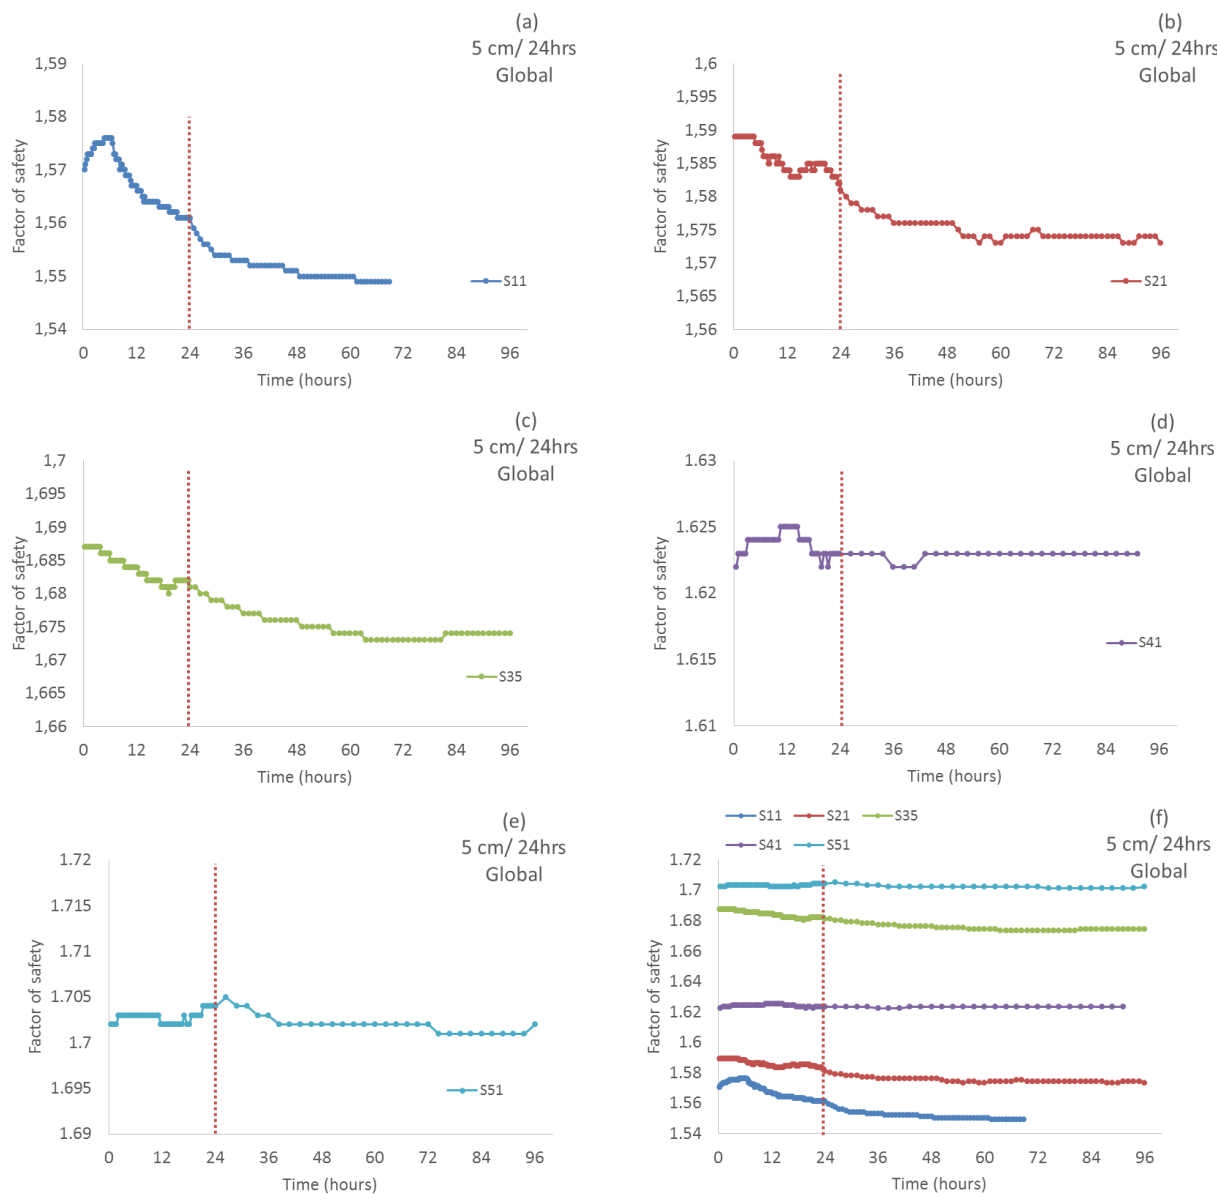 (a)
5 cm/ 24hrs
Global
1,59
1,58
1,57
1,56
1,55
1,54
Factor of safety
S11
0 12 24 36 48 60 72 84 96
Time (hours)
(b)
5 cm/ 24hrs
Global
1,6
1,595
1,59
1,585
1,58
1,575
1,57
1,565
1,56
Factor of safety
S21
0 12 24 36 48 60 72 84 96
Time (hours)
(c)
5 cm/ 24hrs
Global
1,7
1,695
1,69
1,685
1,68
1,675
1,67
1,665
1,66
Factor of safety
S35
0 12 24 36 48 60 72 84 96
Time (hours)
(d)
5 cm/ 24hrs
Global
1.63
1.625
1.62
1.615
1.61
Factor of safety
S41
0 12 24 36 48 60 72 84 96
Time (hours)
(e)
5 cm/ 24hrs
Global
1.72
1.715
1.71
1.705
1.7
1.695
1.69
Factor of safety
S51
0 12 24 36 48 60 72 84 96
Time (hours)
S11 S21 S35
S41 S51
(f)
5 cm/ 24hrs
Global
1.72
1.7
1.68
1.66
1.64
1.62
1.6
1.58
1.56
1.54
Factor of safety
0 12 24 36 48 60 72 84 96
Time (hours)